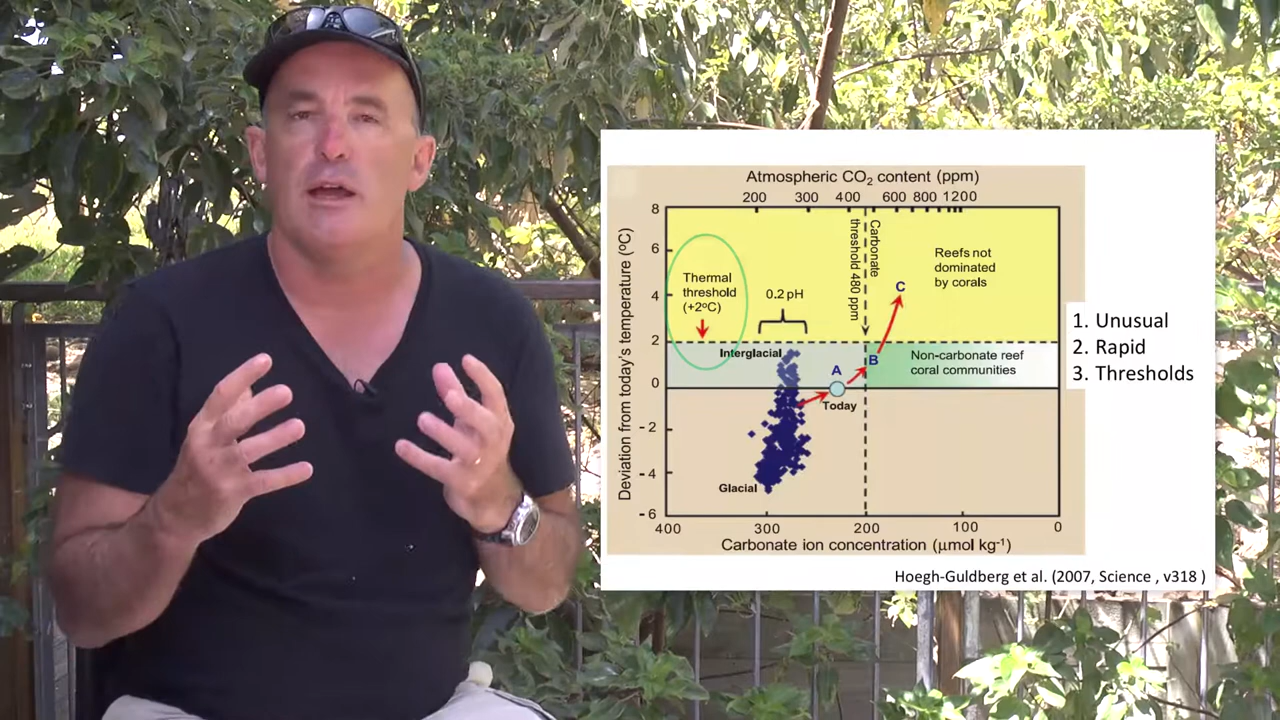 Atmospheric CO₂ content (ppm)
200 300 400 600 800 1200
Deviation from today's temperature (ºC)
8
6
4
2
0
-2
-4
-6
Thermal
threshold
(+2ºC)
0.2 pH
Carbonate
threshold 480 ppm
Reefs not
dominated
by corals
C
Interglacial
B
Non-carbonate reef
coral communities
A
Today
Glacial
400 300 200 100 0
Carbonate ion concentration (µmol kg⁻¹)
1. Unusual
2. Rapid
3. Thresholds
Hoegh-Guldberg et al. (2007, Science , v318 )